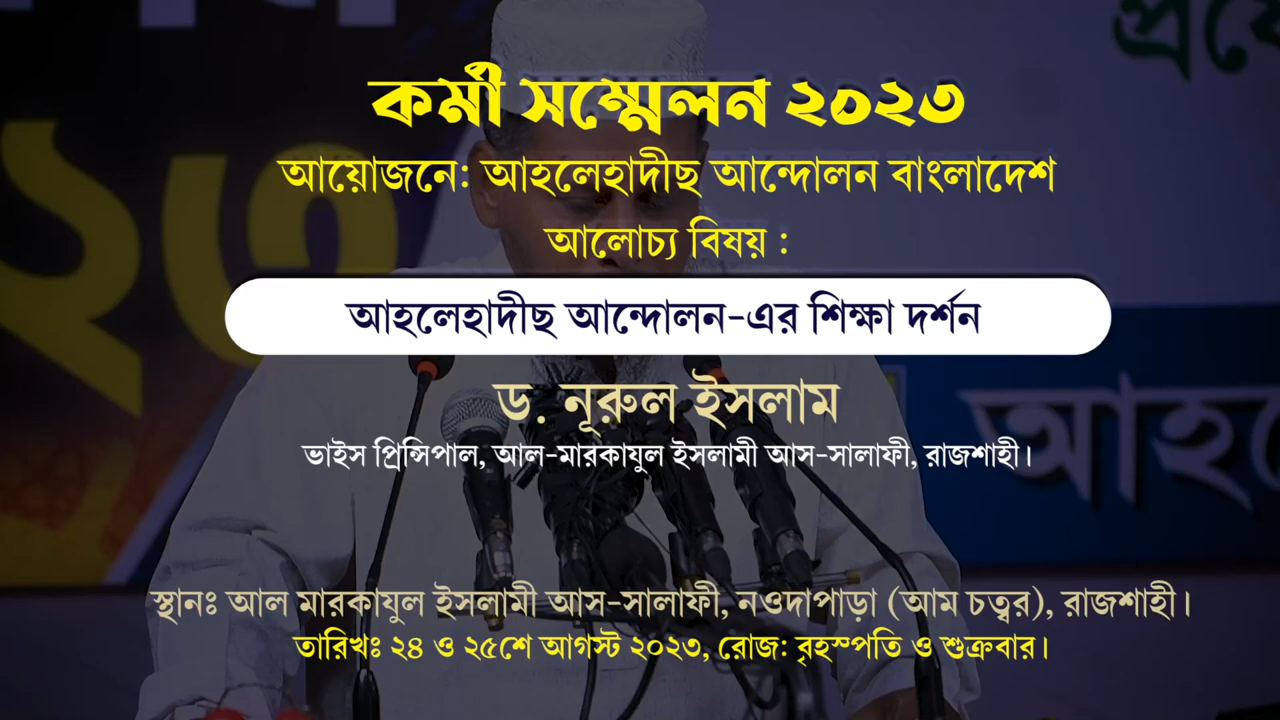 কর্মী সম্মেলন ২০২৩
আয়োজনে: আহলেহাদীছ আন্দোলন বাংলাদেশ
আলোচ্য বিষয় :
আহলেহাদীছ আন্দোলন-এর শিক্ষা দর্শন
ড. নূরুল ইসলাম
ভাইস প্রিন্সিপাল, আল-মারকাযুল ইসলামী আস-সালাফী, রাজশাহী।
স্থানঃ আল মারকাযুল ইসলামী আস-সালাফী, নওদাপাড়া (আম চত্বর), রাজশাহী।
তারিখঃ ২৪ ও ২৫শে আগস্ট ২০২৩, রোজ: বৃহস্পতি ও শুক্রবার।